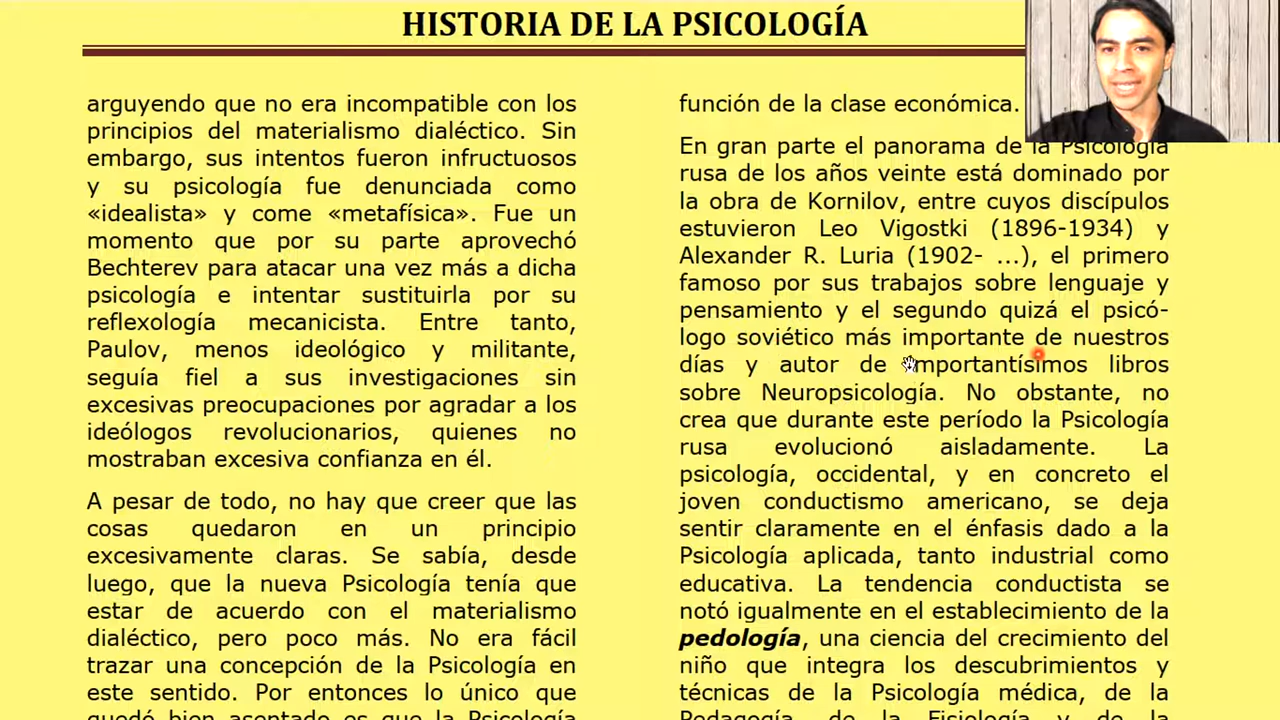 HISTORIA DE LA PSICOLOGÍA
arguyendo que no era incompatible con los
principios del materialismo dialéctico. Sin
embargo, sus intentos fueron infructuosos
y su psicología fue denunciada como
«idealista» y come «metafísica». Fue un
momento que por su parte aprovechó
Bechterev para atacar una vez más a dicha
psicología e intentar sustituirla por su
reflexología mecanicista. Entre tanto,
Paulov, menos ideológico y militante,
seguía fiel a sus investigaciones sin
excesivas preocupaciones por agradar a los
ideólogos revolucionarios, quienes no
mostraban excesiva confianza en él.
A pesar de todo, no hay que creer que las
cosas quedaron en un principio
excesivamente claras. Se sabía, desde
luego, que la nueva Psicología tenía que
estar de acuerdo con el materialismo
dialéctico, pero poco más. No era fácil
trazar una concepción de la Psicología en
este sentido. Por entonces lo único que
quedó bien asentado es que la Psicología
función de la clase económica.
En gran parte el panorama de la Psicología
rusa de los años veinte está dominado por
la obra de Kornilov, entre cuyos discípulos
estuvieron Leo Vigostki (1896-1934) y
Alexander R. Luria (1902- ...), el primero
famoso por sus trabajos sobre lenguaje y
pensamiento y el segundo quizá el psicó-
logo soviético más importante de nuestros
días y autor de importantísimos libros
sobre Neuropsicología. No obstante, no
crea que durante este período la Psicología
rusa evolucionó aisladamente. La
psicología, occidental, y en concreto el
joven conductismo americano, se deja
sentir claramente en el énfasis dado a la
Psicología aplicada, tanto industrial como
educativa. La tendencia conductista se
notó igualmente en el establecimiento de la
pedología, una ciencia del crecimiento del
niño que integra los descubrimientos y
técnicas de la Psicología médica, de la
Pedagogía, de la Fisiología y de la